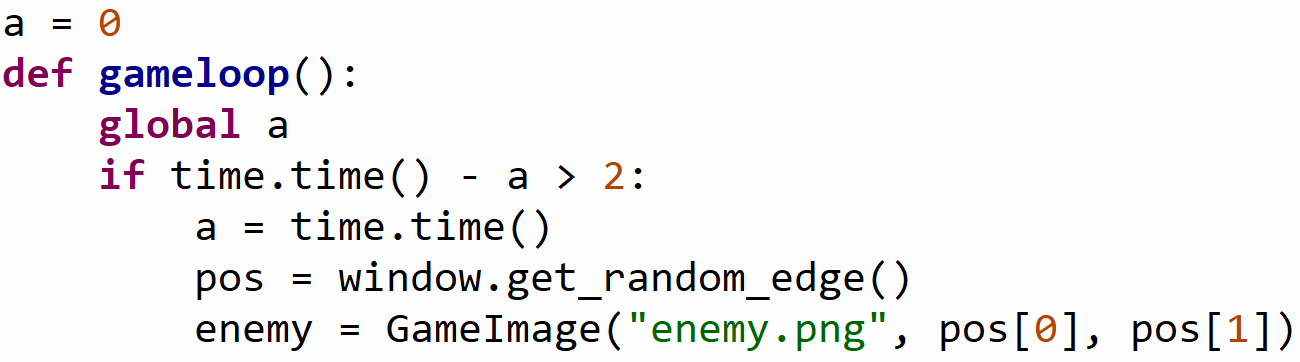 a = 0
def gameloop():
    global a
    if time.time() - a > 2:
        a = time.time()
        pos = window.get_random_edge()
        enemy = GameImage("enemy.png", pos[0], pos[1])